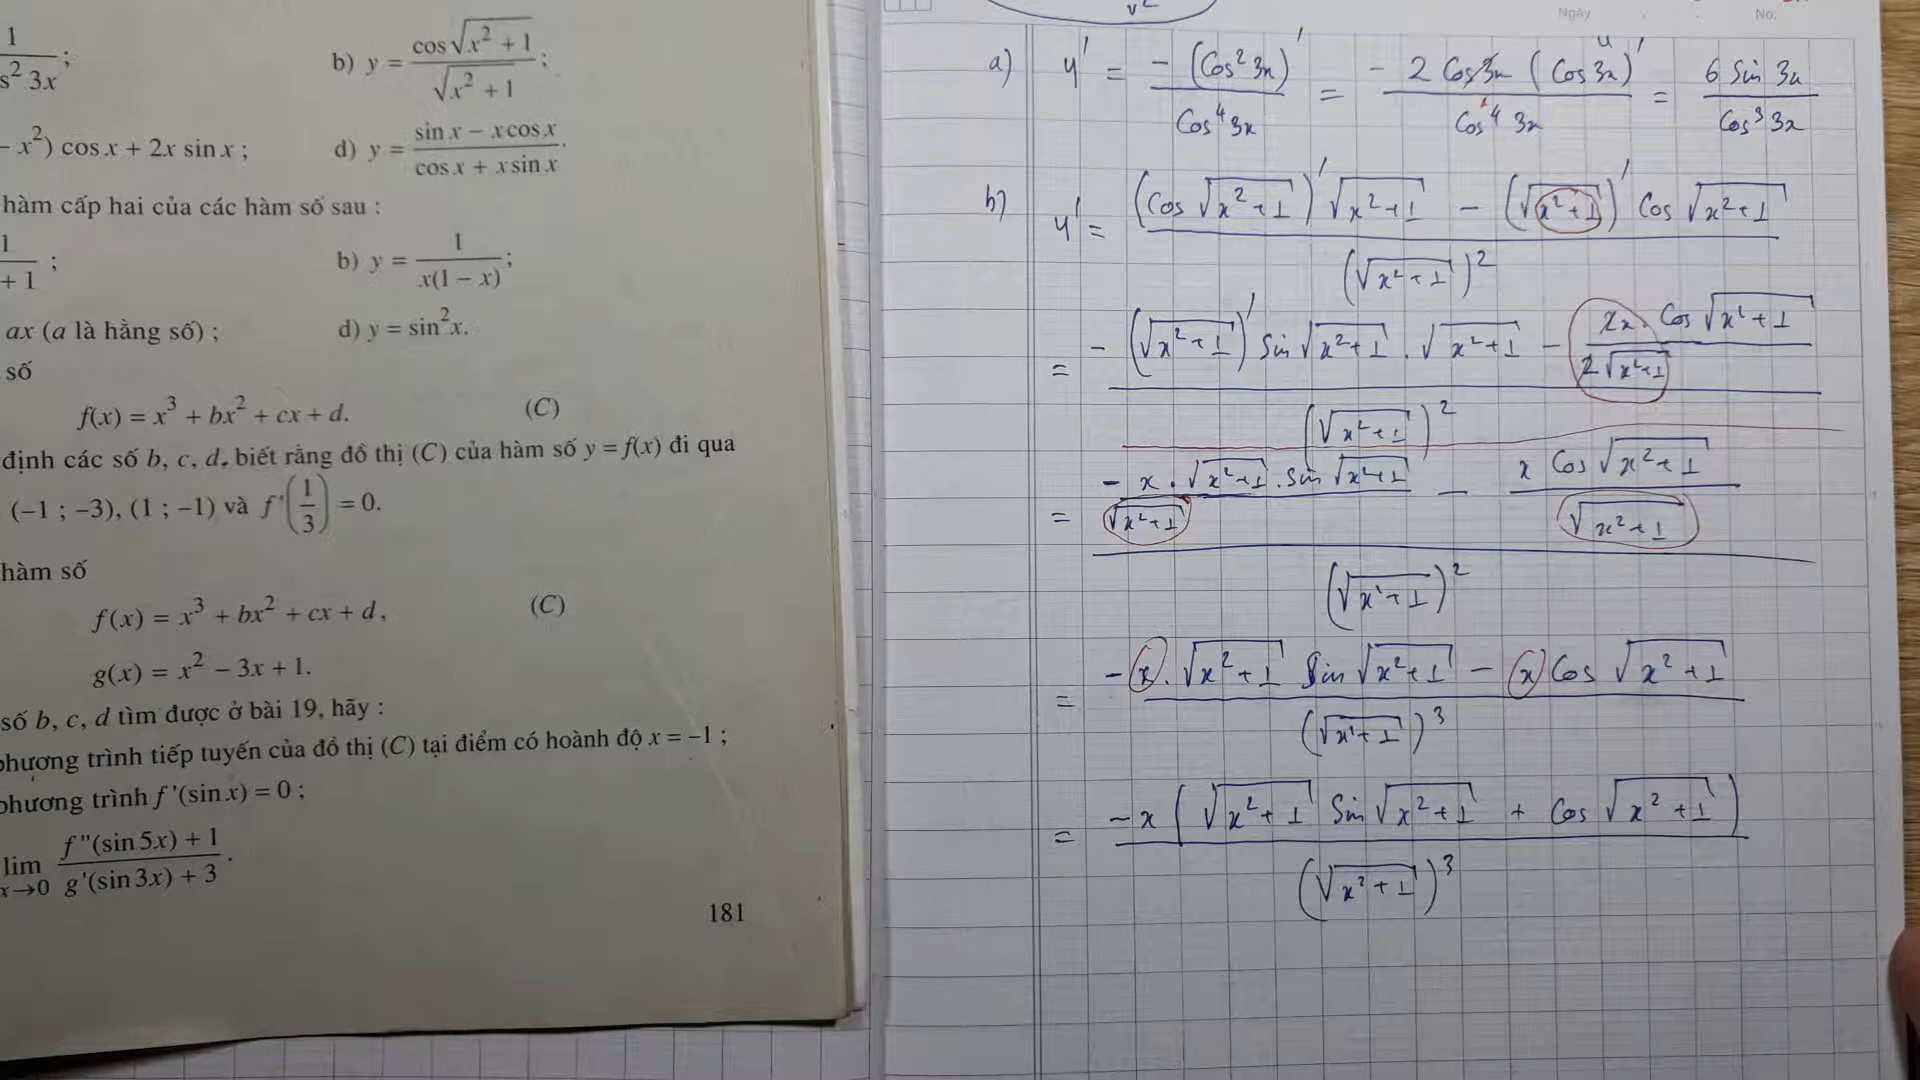 1/s² 3x ; b) y = cos√(x² + 1)/√(x² + 1) ;
– x²) cos x + 2x sin x ; d) y = (sin x – x cos x)/(cos x + x sin x) .
hàm cấp hai của các hàm số sau :
1/+ 1 ; b) y = 1/x(1 – x) ;
ax (a là hằng số) ; d) y = sin²x.
số
f(x) = x³ + bx² + cx + d. (C)
định các số b, c, d, biết rằng đồ thị (C) của hàm số y = f(x) đi qua
(–1 ; –3), (1 ; –1) và f'(1/3) = 0.
hàm số
f(x) = x³ + bx² + cx + d, (C)
g(x) = x² – 3x + 1.
số b, c, d tìm được ở bài 19, hãy :
phương trình tiếp tuyến của đồ thị (C) tại điểm có hoành độ x = –1 ;
phương trình f'(sin x) = 0 ;
lim x→0 (f"(sin 5x) + 1)/(g'(sin 3x) + 3) .
181
Ngày No.
a) y' = –(Cos² 3x)'/Cos⁴ 3x = –2 Cos 3x (Cos 3x)'/Cos⁴ 3x = 6 Sin 3x/Cos³ 3x
b) y' = ((Cos √(x² + 1))' √(x² + 1) – (√(x² + 1))' Cos √(x² + 1))/(√(x² + 1))²
= (–(√(x² + 1))' Sin √(x² + 1) . √(x² + 1) – 2x . Cos √(x² + 1)/2√(x² + 1))/(√(x² + 1))²
= (–x . √(x² + 1) . Sin √(x² + 1)/√(x² + 1) – x Cos √(x² + 1)/√(x² + 1))/(√(x² + 1))²
= (–x . √(x² + 1) Sin √(x² + 1) – x Cos √(x² + 1))/(√(x² + 1))³
= –x (√(x² + 1) Sin √(x² + 1) + Cos √(x² + 1))/(√(x² + 1))³